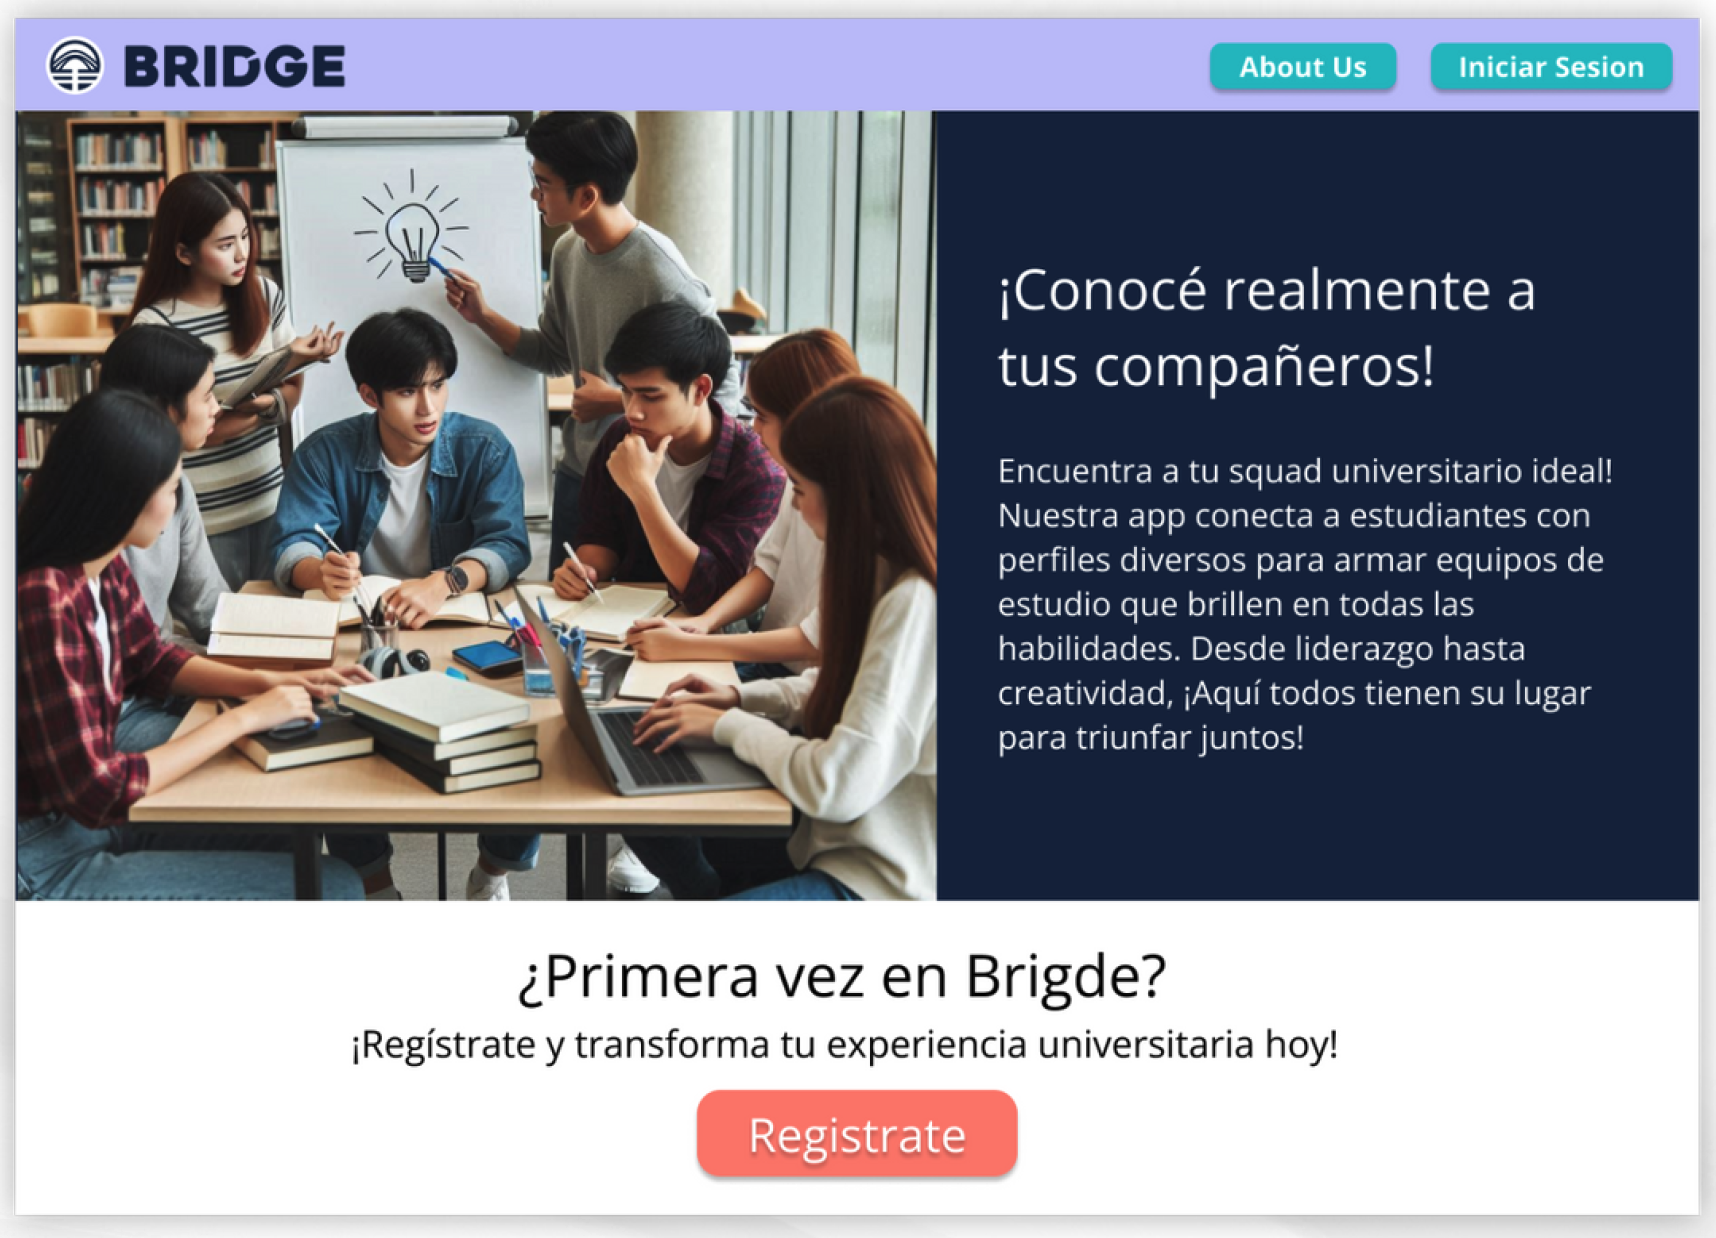 BRIDGE
About Us
Iniciar Sesion
¡Conocé realmente a
tus compañeros!
Encuentra a tu squad universitario ideal!
Nuestra app conecta a estudiantes con
perfiles diversos para armar equipos de
estudio que brillen en todas las
habilidades. Desde liderazgo hasta
creatividad, ¡Aquí todos tienen su lugar
para triunfar juntos!
¿Primera vez en Brigde?
¡Regístrate y transforma tu experiencia universitaria hoy!
Registrate